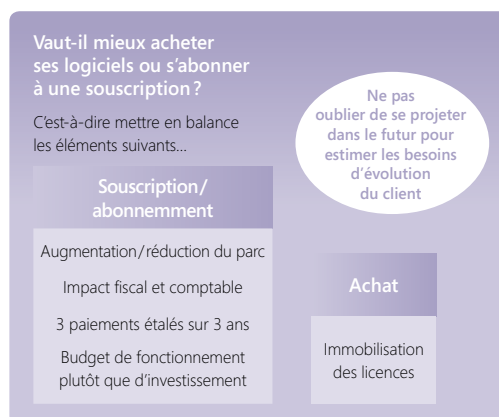 Vaut-il mieux acheter
ses logiciels ou s’abonner
à une souscription ?
C’est-à-dire mettre en balance
les éléments suivants...
Ne pas
oublier de se projeter
dans le futur pour
estimer les besoins
d’évolution
du client
Souscription /
abonnemment
Augmentation / réduction du parc
Impact fiscal et comptable
3 paiements étalés sur 3 ans
Budget de fonctionnement
plutôt que d’investissement
Achat
Immobilisation
des licences